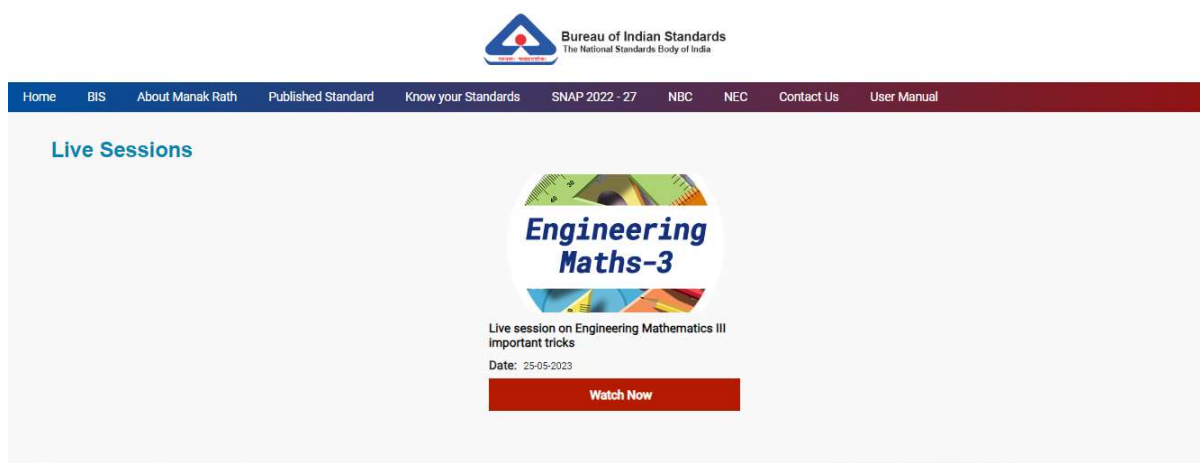 Bureau of Indian Standards
The National Standards Body of India
Home BIS About Manak Rath Published Standard Know your Standards SNAP 2022 - 27 NBC NEC Contact Us User Manual
Live Sessions
Engineering
Maths-3
Live session on Engineering Mathematics III
important tricks
Date: 25-05-2023
Watch Now